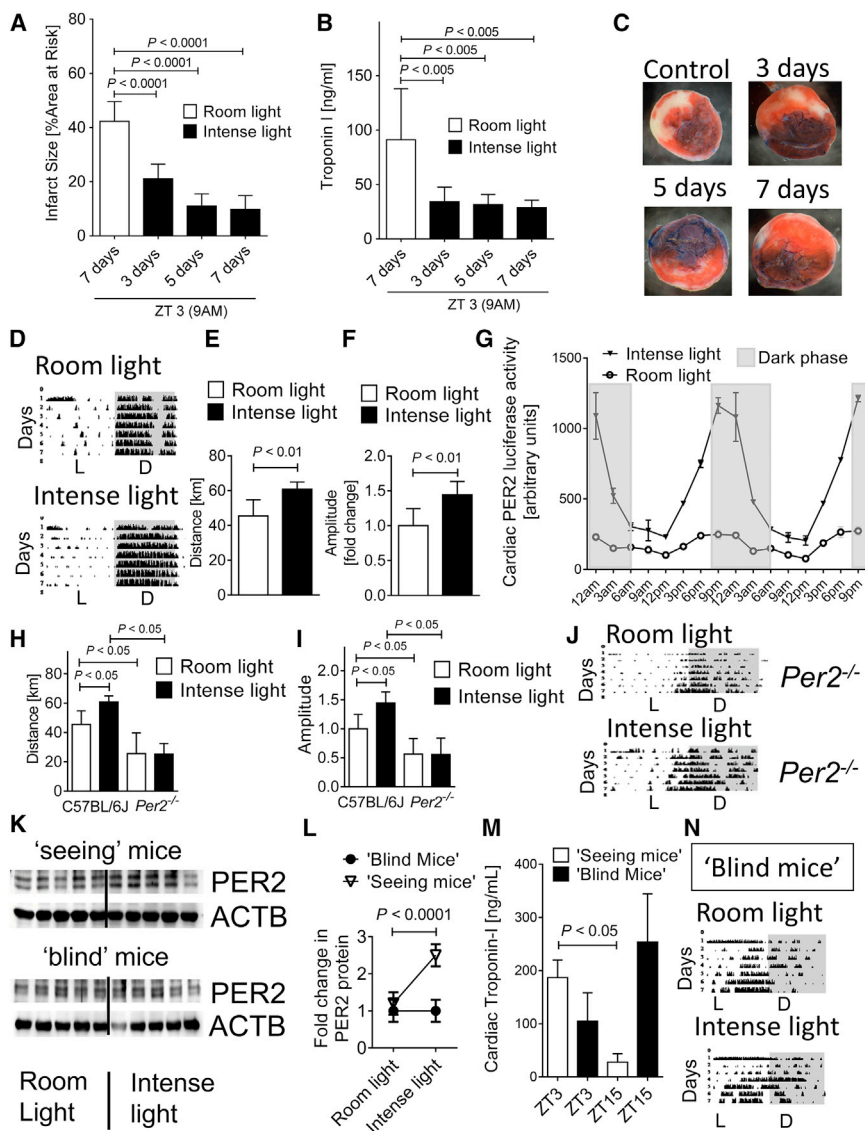 A
Infarct Size [%Area at Risk]
80
60
40
20
0
P < 0.0001
P < 0.0001
P < 0.0001
Room light
Intense light
7 days
3 days
5 days
7 days
ZT 3 (9AM)
B
Troponin I [ng/ml]
200
150
100
50
0
P < 0.005
P < 0.005
P < 0.005
Room light
Intense light
7 days
3 days
5 days
7 days
ZT 3 (9AM)
C
Control
3 days
5 days
7 days
D
Room light
Days
L
D
Intense light
Days
L
D
E
Room light
Intense light
P < 0.01
Distance [km]
80
60
40
20
0
F
Room light
Intense light
P < 0.01
Amplitude
[fold change]
2.0
1.5
1.0
0.5
0.0
G
Intense light
Room light
Dark phase
Cardiac PER2 luciferase activity
[arbitrary units]
1500
1000
500
0
12am
3am
6am
9am
12pm
3pm
6pm
9pm
12am
3am
6am
9am
12pm
3pm
6pm
9pm
H
P < 0.05
P < 0.05
P < 0.05
Room light
Intense light
Distance [km]
100
80
60
40
20
0
C57BL/6J
Per2-/-
I
P < 0.05
P < 0.05
P < 0.05
Room light
Intense light
Amplitude
2.0
1.5
1.0
0.5
0.0
C57BL/6J
Per2-/-
J
Room light
Days
L
D
Per2-/-
Intense light
Days
L
D
Per2-/-
K
'seeing' mice
PER2
ACTB
'blind' mice
PER2
ACTB
Room
Light
Intense
light
L
'Blind Mice'
'Seeing mice'
P < 0.0001
Fold change in
PER2 protein
3
2
1
0
Room light
Intense light
M
'Seeing mice'
'Blind Mice'
P < 0.05
Cardiac Troponin-I [ng/mL]
400
300
200
100
0
ZT3
ZT3
ZT15
ZT15
N
'Blind mice'
Room light
Days
L
D
Intense light
Days
L
D